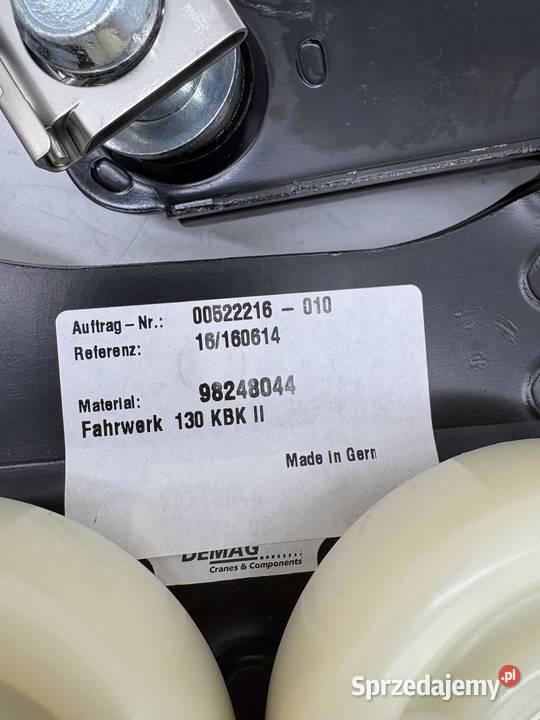 Auftrag-Nr.: 00522216 - 010
Referenz: 16/160614
Material: 98248044
Fahrwerk 130 KBK II
Made in Gern
DEMAG
Cranes & Components
Sprzedajemy.pl